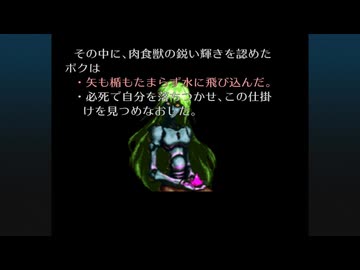 その中に、肉食獣の鋭い輝きを認めた
ボクは
・矢も楯もたまらず水に飛び込んだ。
・必死で自分を落ちつかせ、この仕掛
けを見つめなおした。